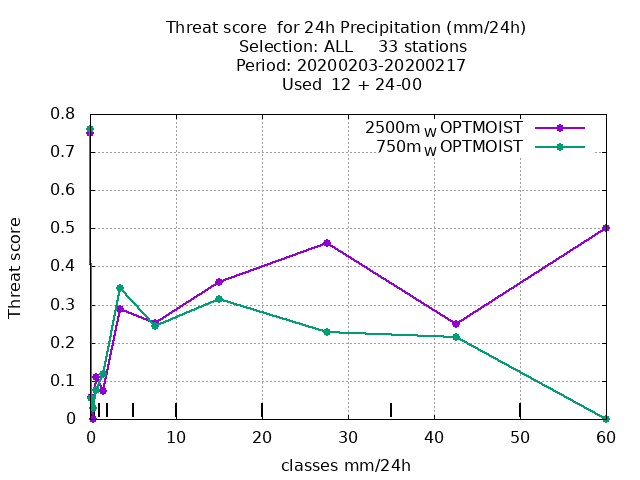 Threat score  for 24h Precipitation (mm/24h)
Selection: ALL     33 stations
Period: 20200203-20200217
Used  12 + 24-00
2500m W OPTMOIST
750m W OPTMOIST
Threat score
0.8
0.7
0.6
0.5
0.4
0.3
0.2
0.1
0
0 10 20 30 40 50 60
classes mm/24h